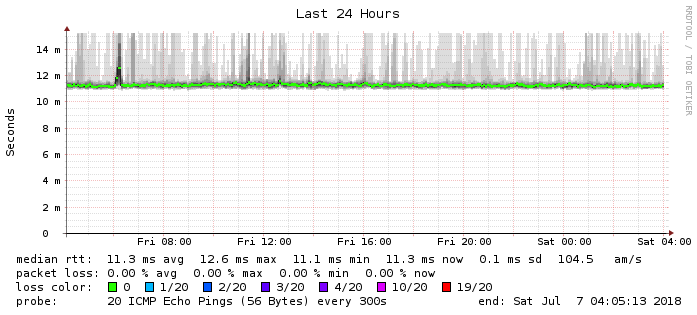 Last 24 Hours
RRDTOOL / TOBI OETIKER
Seconds
14 m
12 m
10 m
8 m
6 m
4 m
2 m
0
Fri 08:00 Fri 12:00 Fri 16:00 Fri 20:00 Sat 00:00 Sat 04:00
median rtt: 11.3 ms avg 12.6 ms max 11.1 ms min 11.3 ms now 0.1 ms sd 104.5 am/s
packet loss: 0.00 % avg 0.00 % max 0.00 % min 0.00 % now
loss color: 0 1/20 2/20 3/20 4/20 10/20 19/20
probe: 20 ICMP Echo Pings (56 Bytes) every 300s end: Sat Jul 7 04:05:13 2018